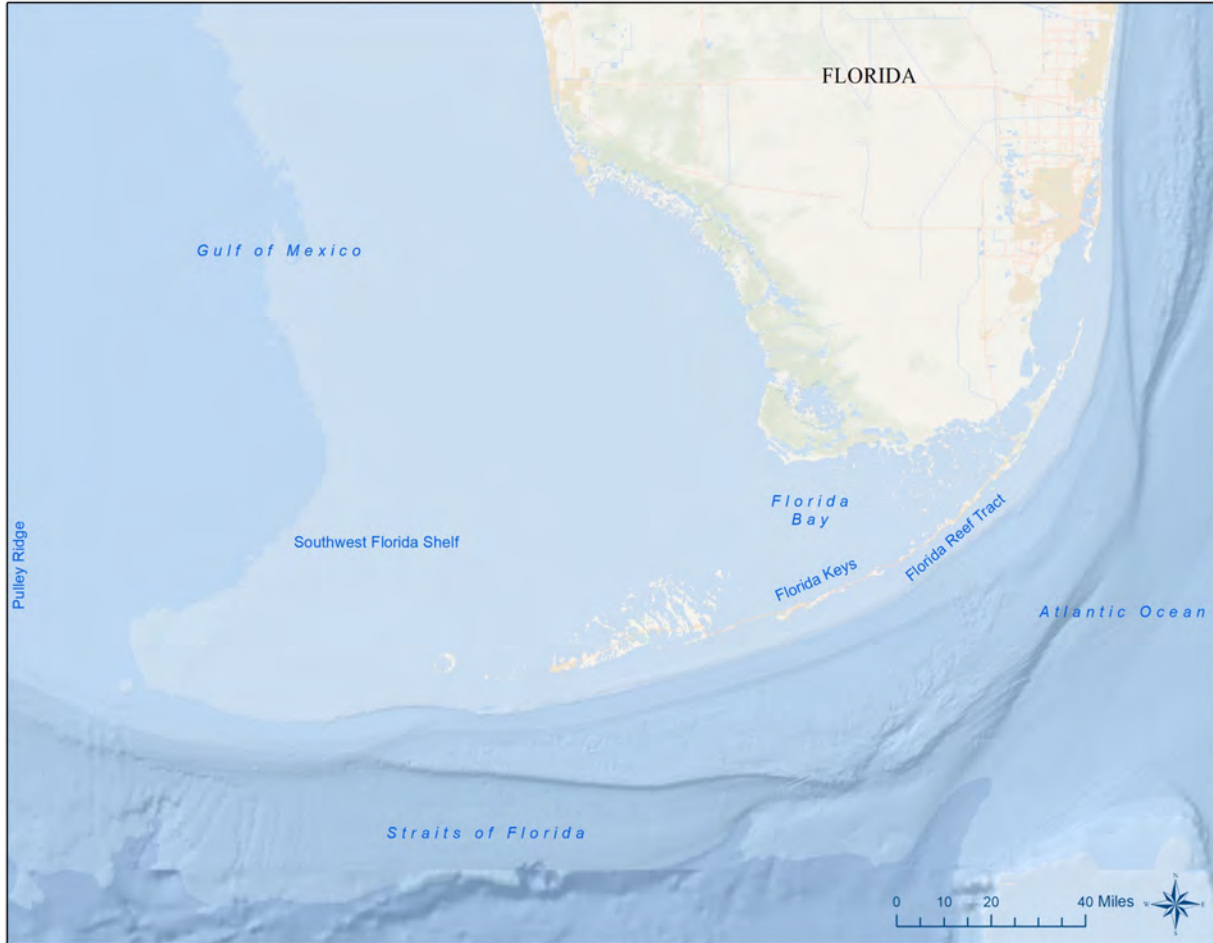 FLORIDA
Gulf of Mexico
Florida
Bay
Southwest Florida Shelf
Pulley Ridge
Florida Keys
Florida Reef Tract
Atlantic Ocean
Straits of Florida
0 10 20 40 Miles
N
W E
S